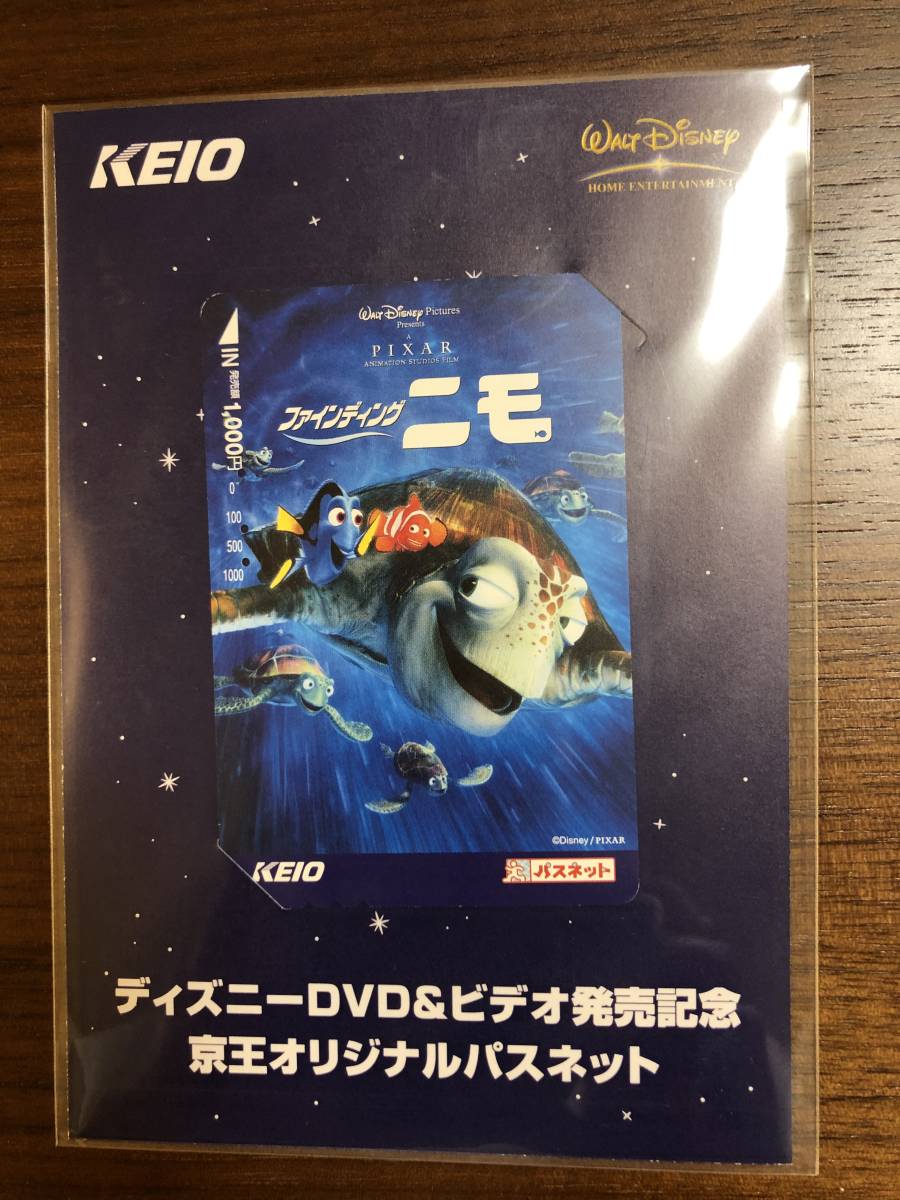 KEIO
WALT DISNEY
HOME ENTERTAINMENT
WALT DISNEY Pictures
Presents
A
PIXAR
ANIMATION STUDIOS FILM
ファインディング ニモ
IN 発売額 1,000円
0
100
500
1000
©Disney/PIXAR
KEIO
パスネット
ディズニーDVD&ビデオ発売記念
京王オリジナルパスネット